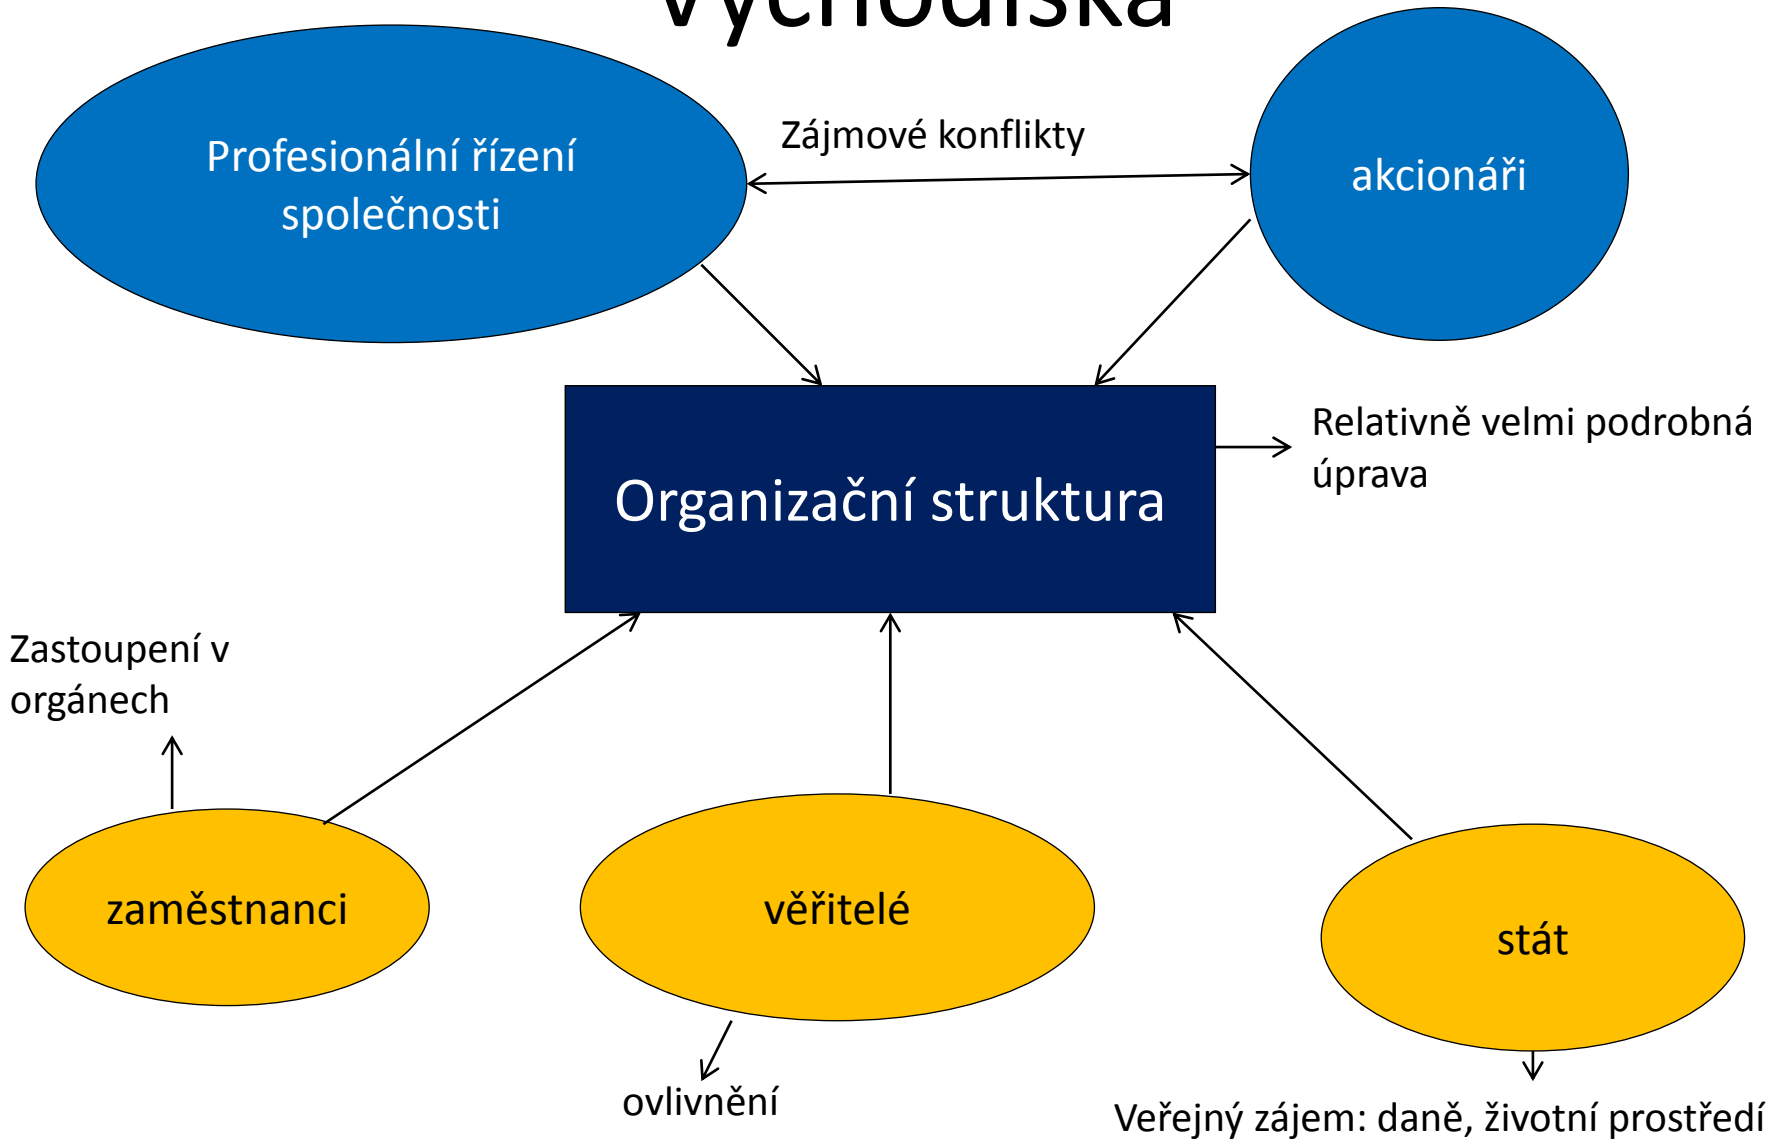 Východiska
Profesionální řízení
společnosti
Zájmové konflikty
akcionáři
Relativně velmi podrobná
úprava
Organizační struktura
Zastoupení v
orgánech
zaměstnanci
věřitelé
stát
ovlivnění
Veřejný zájem: daně, životní prostředí